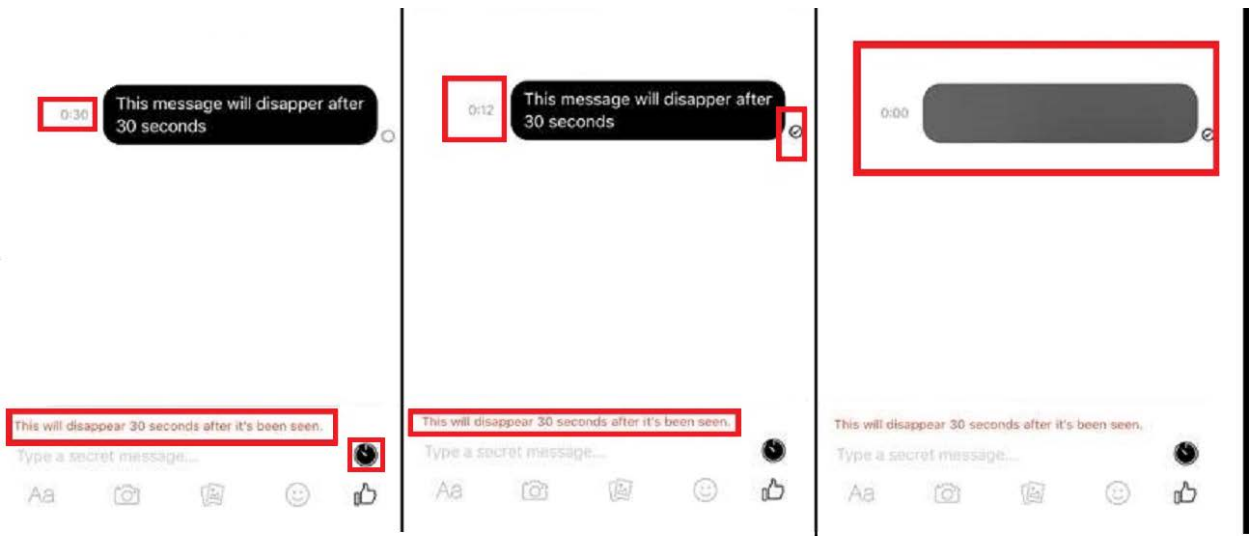 0:30
This message will disapper after
30 seconds
This will disappear 30 seconds after it's been seen.
Type a secret message...
Aa
0:12
This message will disapper after
30 seconds
This will disappear 30 seconds after it's been seen.
Type a secret message...
Aa
0:00
This will disappear 30 seconds after it's been seen.
Type a secret message...
Aa